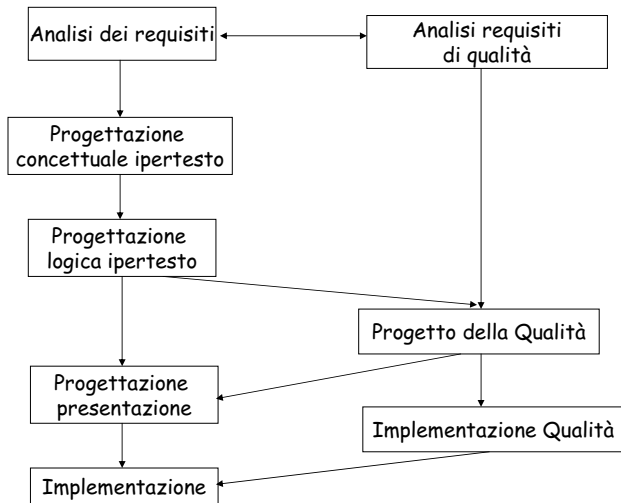 Analisi dei requisiti
Analisi requisiti
di qualità
Progettazione
concettuale ipertesto
Progettazione
logica ipertesto
Progetto della Qualità
Progettazione
presentazione
Implementazione Qualità
Implementazione